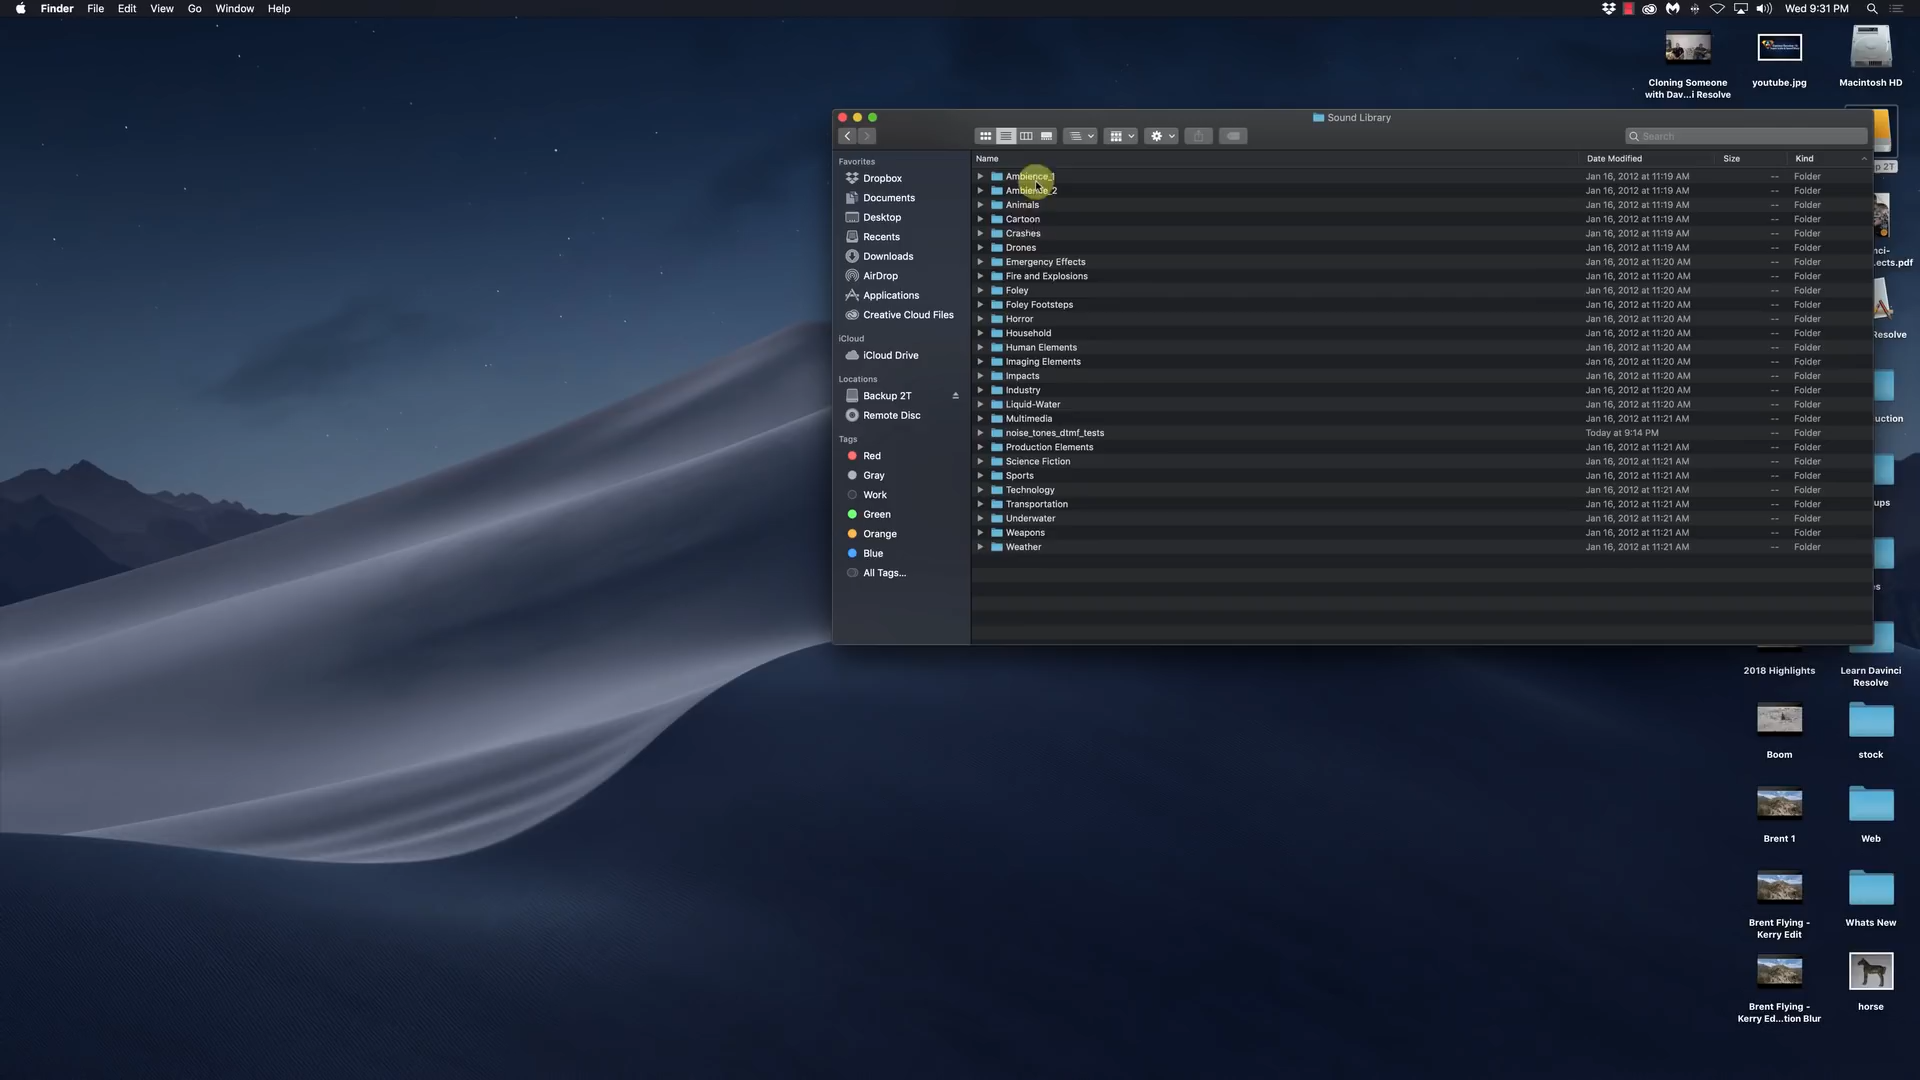 Finder File Edit View Go Window Help
Wed 9:31 PM
Cloning Someone
with Dav...i Resolve
youtube.jpg
Macintosh HD
Sound Library
Search
Favorites
Dropbox
Documents
Desktop
Recents
Downloads
AirDrop
Applications
Creative Cloud Files
iCloud
iCloud Drive
Locations
Backup 2T
Remote Disc
Tags
Red
Gray
Work
Green
Orange
Blue
All Tags...
Name Date Modified Size Kind
Ambience_1 Jan 16, 2012 at 11:19 AM -- Folder
Ambience_2 Jan 16, 2012 at 11:19 AM -- Folder
Animals Jan 16, 2012 at 11:19 AM -- Folder
Cartoon Jan 16, 2012 at 11:19 AM -- Folder
Crashes Jan 16, 2012 at 11:19 AM -- Folder
Drones Jan 16, 2012 at 11:19 AM -- Folder
Emergency Effects Jan 16, 2012 at 11:20 AM -- Folder
Fire and Explosions Jan 16, 2012 at 11:20 AM -- Folder
Foley Jan 16, 2012 at 11:20 AM -- Folder
Foley Footsteps Jan 16, 2012 at 11:20 AM -- Folder
Horror Jan 16, 2012 at 11:20 AM -- Folder
Household Jan 16, 2012 at 11:20 AM -- Folder
Human Elements Jan 16, 2012 at 11:20 AM -- Folder
Imaging Elements Jan 16, 2012 at 11:20 AM -- Folder
Impacts Jan 16, 2012 at 11:20 AM -- Folder
Industry Jan 16, 2012 at 11:20 AM -- Folder
Liquid-Water Jan 16, 2012 at 11:20 AM -- Folder
Multimedia Jan 16, 2012 at 11:21 AM -- Folder
noise_tones_dtmf_tests Today at 9:14 PM -- Folder
Production Elements Jan 16, 2012 at 11:21 AM -- Folder
Science Fiction Jan 16, 2012 at 11:21 AM -- Folder
Sports Jan 16, 2012 at 11:21 AM -- Folder
Technology Jan 16, 2012 at 11:21 AM -- Folder
Transportation Jan 16, 2012 at 11:21 AM -- Folder
Underwater Jan 16, 2012 at 11:21 AM -- Folder
Weapons Jan 16, 2012 at 11:21 AM -- Folder
Weather Jan 16, 2012 at 11:21 AM -- Folder
p 2T
nci-
...ects.pdf
Resolve
uction
ups
es
2018 Highlights
Learn Davinci
Resolve
Boom
stock
Brent 1
Web
Brent Flying -
Kerry Edit
Whats New
Brent Flying -
Kerry Ed...tion Blur
horse